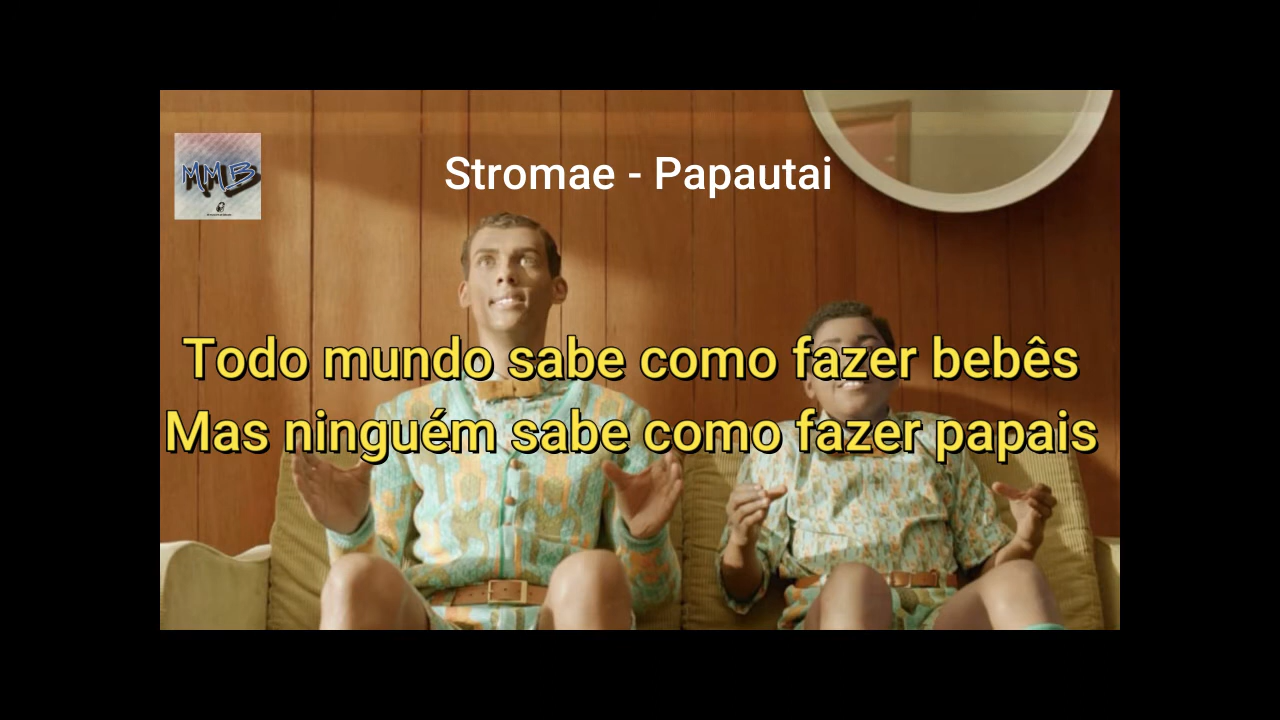 MMB
Stromae - Papautai
Todo mundo sabe como fazer bebês
Mas ninguém sabe como fazer papais